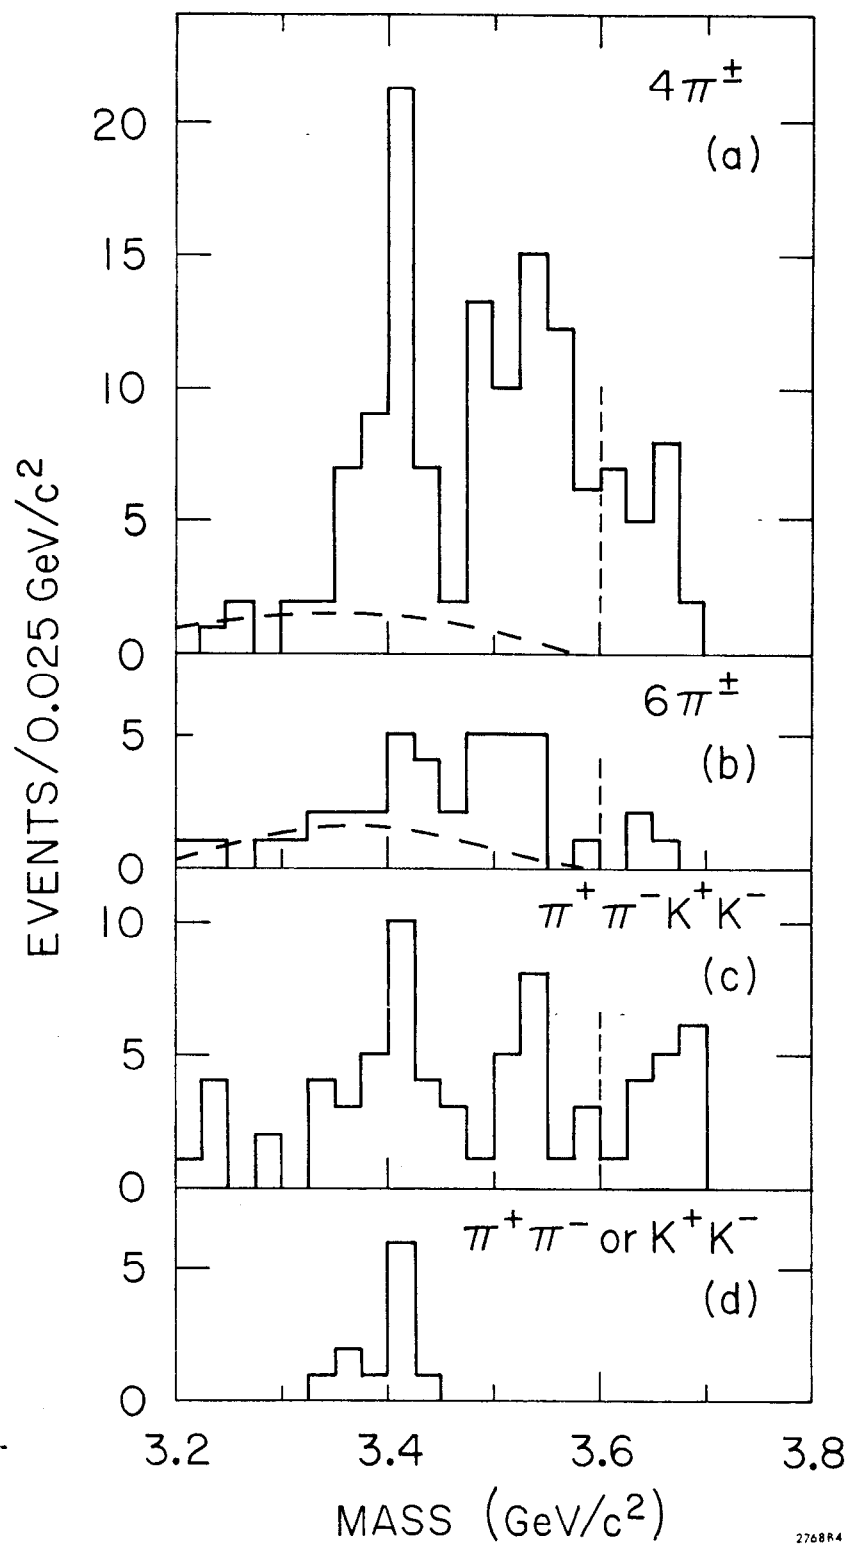 EVENTS/0.025 GeV/c²
4π±
(a)
20
15
10
5
0
6π±
(b)
5
0
π⁺π⁻K⁺K⁻
(c)
10
5
0
π⁺π⁻ or K⁺K⁻
(d)
5
0
3.2 3.4 3.6 3.8
MASS (GeV/c²)
2768R4